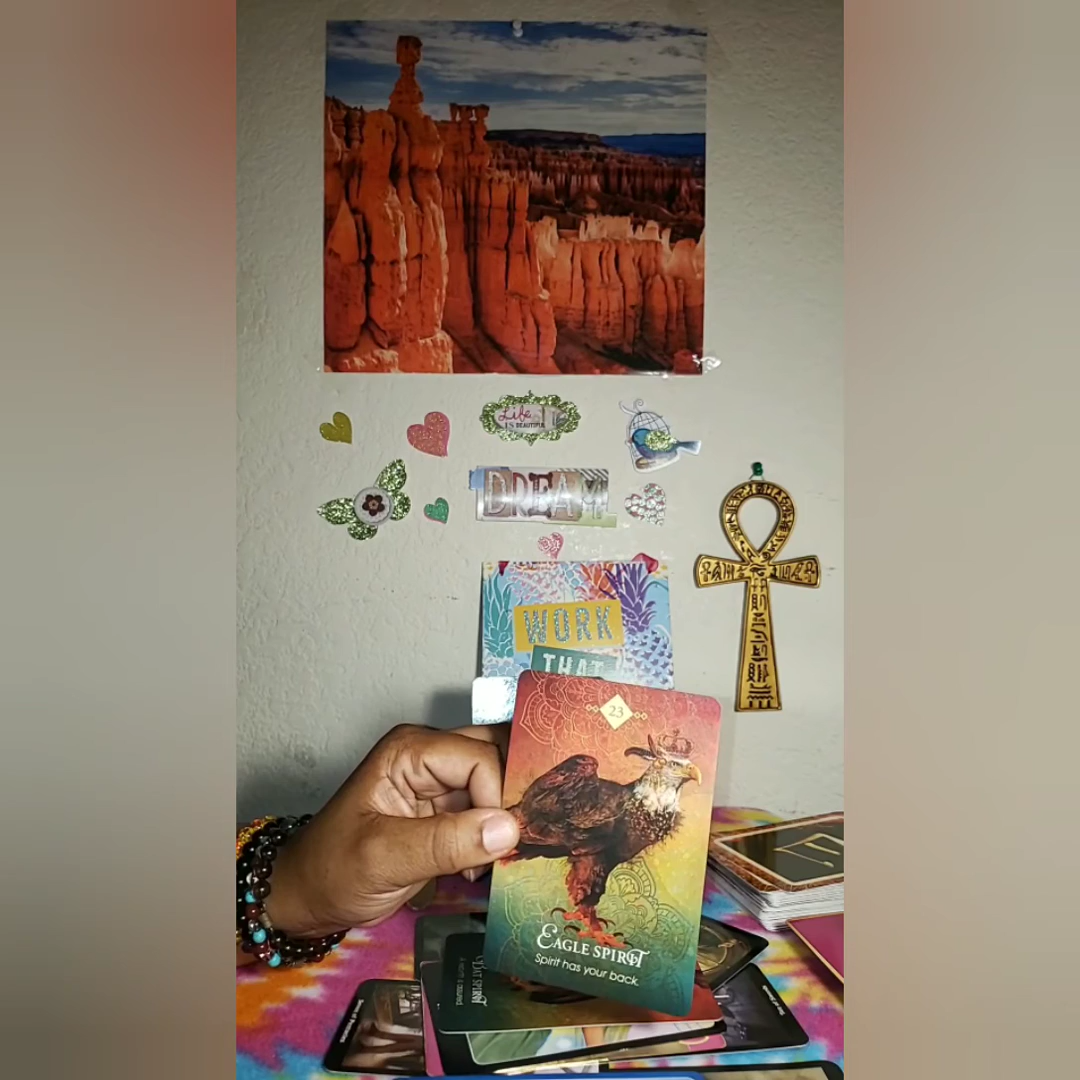 Life
IS BEAUTIFUL
DREAM
WORK
THAT
23
EAGLE SPIRIT
Spirit has your back.